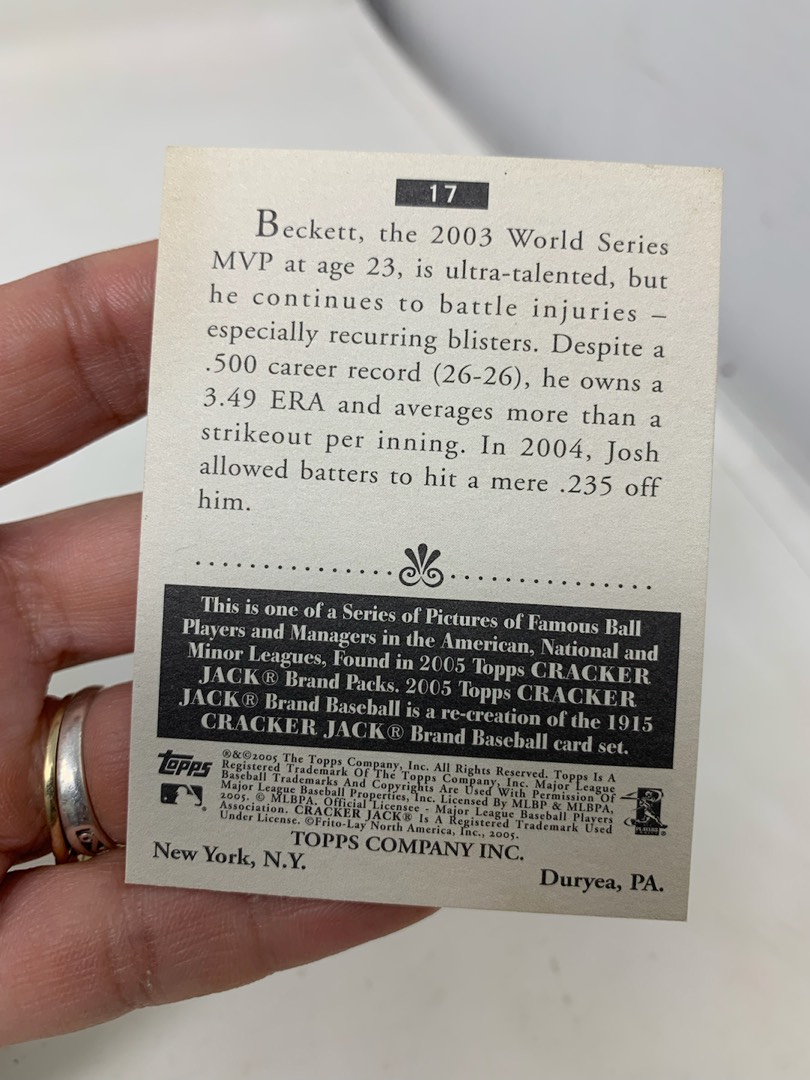 17
Beckett, the 2003 World Series
MVP at age 23, is ultra-talented, but
he continues to battle injuries –
especially recurring blisters. Despite a
.500 career record (26-26), he owns a
3.49 ERA and averages more than a
strikeout per inning. In 2004, Josh
allowed batters to hit a mere .235 off
him.
This is one of a Series of Pictures of Famous Ball
Players and Managers in the American, National and
Minor Leagues, Found in 2005 Topps CRACKER
JACK® Brand Packs. 2005 Topps CRACKER
JACK® Brand Baseball is a re-creation of the 1915
CRACKER JACK® Brand Baseball card set.
topps
®&©2005 The Topps Company, Inc. All Rights Reserved. Topps Is A
Registered Trademark Of The Topps Company, Inc. Major League
Baseball Trademarks And Copyrights Are Used With Permission Of
Major League Baseball Properties, Inc. Licensed By MLBP & MLBPA,
2005. © MLBPA. Official Licensee - Major League Baseball Players
Association. CRACKER JACK® Is A Registered Trademark Used
Under License. ©Frito-Lay North America, Inc., 2005.
PLAYERS
TOPPS COMPANY INC.
New York, N.Y.
Duryea, PA.